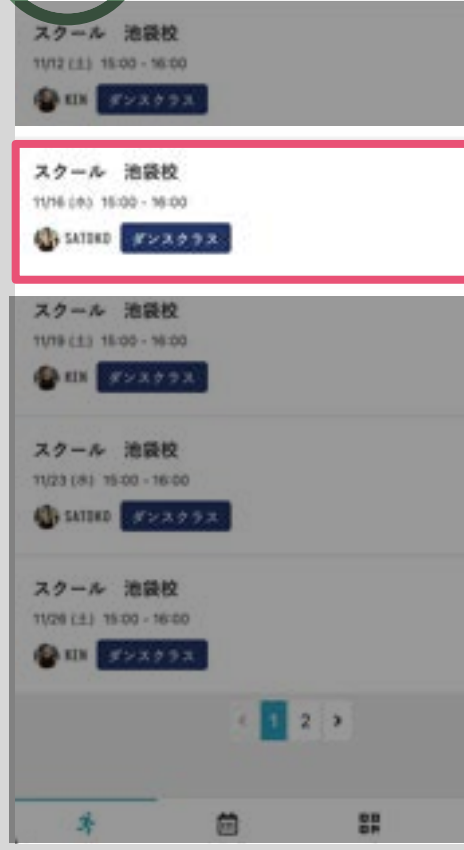 スクール 池袋校
11/12 (土) 15:00 - 16:00
KIN ダンスクラス
スクール 池袋校
11/16 (水) 15:00 - 16:00
SATOKO ダンスクラス
スクール 池袋校
11/19 (土) 15:00 - 16:00
KIN ダンスクラス
スクール 池袋校
11/23 (水) 15:00 - 16:00
SATOKO ダンスクラス
スクール 池袋校
11/26 (土) 15:00 - 16:00
KIN ダンスクラス
< 1 2 >